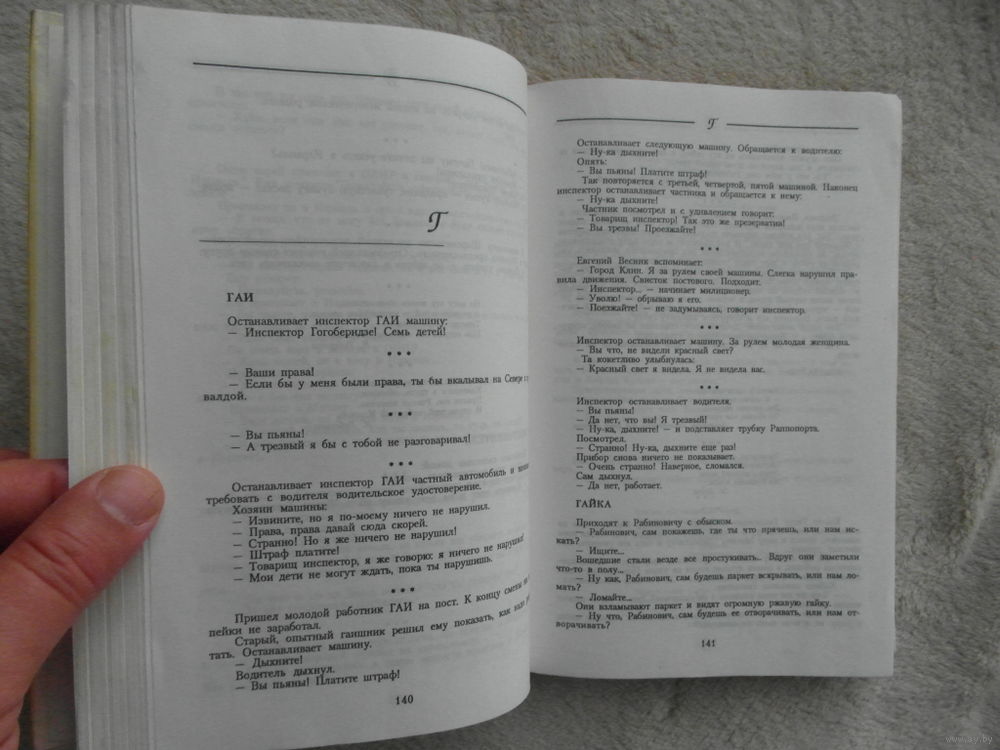 Г
ГАИ
Останавливает инспектор ГАИ машину:
— Инспектор Гогоберидзе! Семь детей!
• • •
— Ваши права!
— Если бы у меня были права, ты бы вкалывал на Севере с
валдой.
• • •
— Вы пьяны!
— А трезвый я бы с тобой не разговаривал!
• • •
Останавливает инспектор ГАИ частный автомобиль и
требовать с водителя водительское удостоверение.
Хозяин машины:
— Извините, но я по-моему ничего не нарушил.
— Права, права давай сюда скорей.
— Странно! Но я же ничего не нарушил!
— Штраф платите!
— Товарищ инспектор, я же говорю: я ничего не нарушил!
— Мои дети не могут ждать, пока ты нарушишь.
• • •
Пришел молодой работник ГАИ на пост. К концу смены ни
пейки не заработал.
Старый, опытный гаишник решил ему показать, как надо
тать. Останавливает машину.
— Дыхните!
Водитель дыхнул.
— Вы пьяны! Платите штраф!
140
Г
Останавливает следующую машину. Обращается к водителю:
— Ну-ка дыхните!
Опять:
— Вы пьяны! Платите штраф!
Так повторяется с третьей, четвертой, пятой машиной. Наконец
инспектор останавливает частника и обращается к нему:
— Ну-ка дыхните!
Частник посмотрел и с удивлением говорит:
— Товарищ инспектор! Так это же презерватив!
— Вы трезвы! Проезжайте!
• • •
Евгений Весник вспоминает:
— Город Клин. Я за рулем своей машины. Слегка нарушил пра-
вила движения. Свисток постового. Подходит.
— Инспектор... — начинает милиционер.
— Уволю! — обрываю я его.
— Поезжайте! — не задумываясь, говорит инспектор.
• • •
Инспектор останавливает машину. За рулем молодая женщина.
— Вы что, не видели красный свет?
Та кокетливо улыбнулась:
— Красный свет я видела. Я не видела вас.
• • •
Инспектор останавливает водителя.
— Вы пьяны!
— Да нет, что вы! Я трезвый!
— Ну-ка, дыхните! — и подставляет трубку Раппопорта.
Посмотрел.
— Странно! Ну-ка, дыхните еще раз!
Прибор снова ничего не показывает.
— Очень странно! Наверное, сломался.
Сам дыхнул.
— Да нет, работает.
ГАЙКА
Приходят к Рабиновичу с обыском.
— Рабинович, сам покажешь, где ты что прячешь, или нам ис-
кать?
— Ищите...
Вошедшие стали везде все простукивать.. Вдруг они заметили
что-то в полу...
— Ну как, Рабинович, сам будешь паркет вскрывать, или нам ло-
мать?
— Ломайте...
Они взламывают паркет и видят огромную ржавую гайку.
— Ну что, Рабинович, сам будешь ее отворачивать, или нам от-
ворачивать?
141
www.ay.by